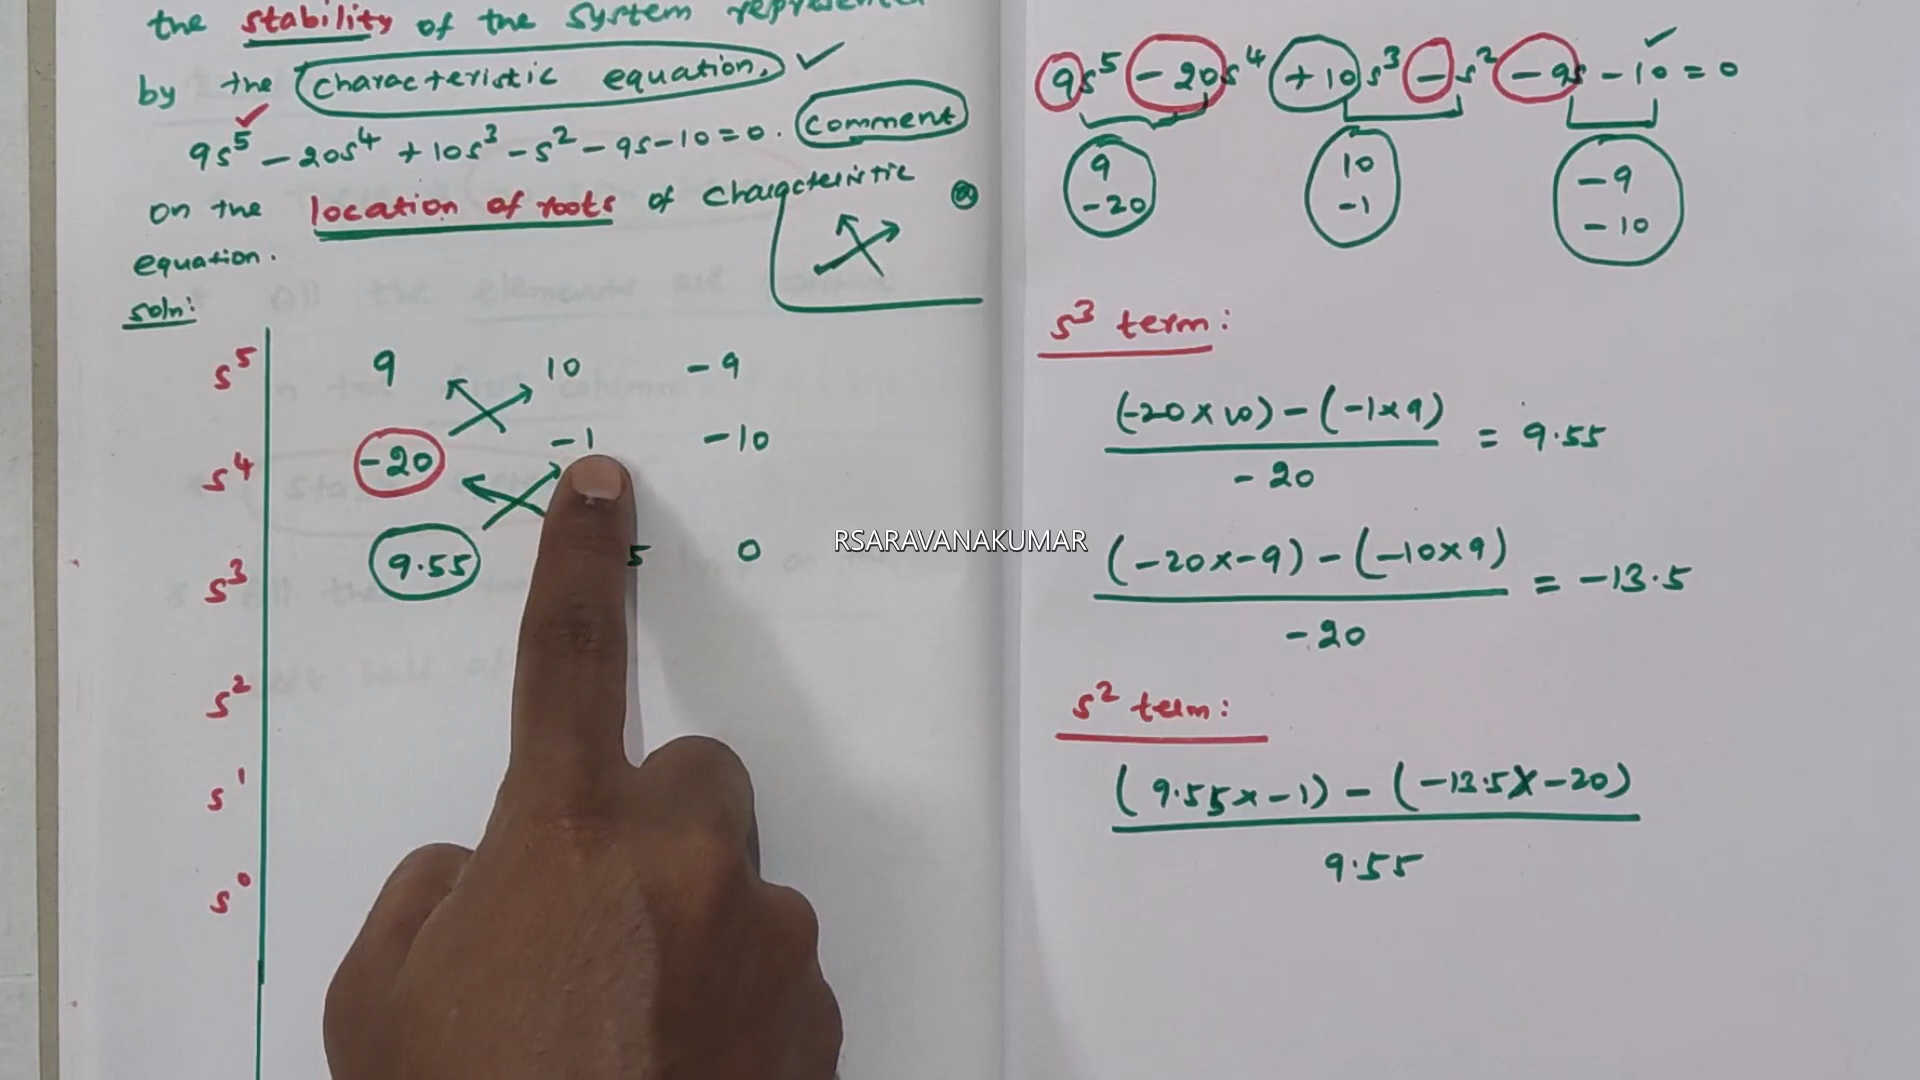 the stability of the system represented
by the characteristic equation,
9s⁵ - 20s⁴ + 10s³ - s² - 9s - 10 = 0. comment
on the location of roots of characteristic
equation.
soln:
s⁵ 9 10 -9
s⁴ -20 -1 -10
s³ 9.55 5 0
s²
s¹
s⁰
9s⁵ - 20s⁴ + 10s³ - s² - 9s - 10 = 0
9 10 -9
-20 -1 -10
s³ term:
(-20 x 10) - (-1 x 9)
-20
= 9.55
(-20 x -9) - (-10 x 9)
-20
= -13.5
s² term:
(9.55 x -1) - (-13.5 x -20)
9.55
RSARAVANAKUMAR